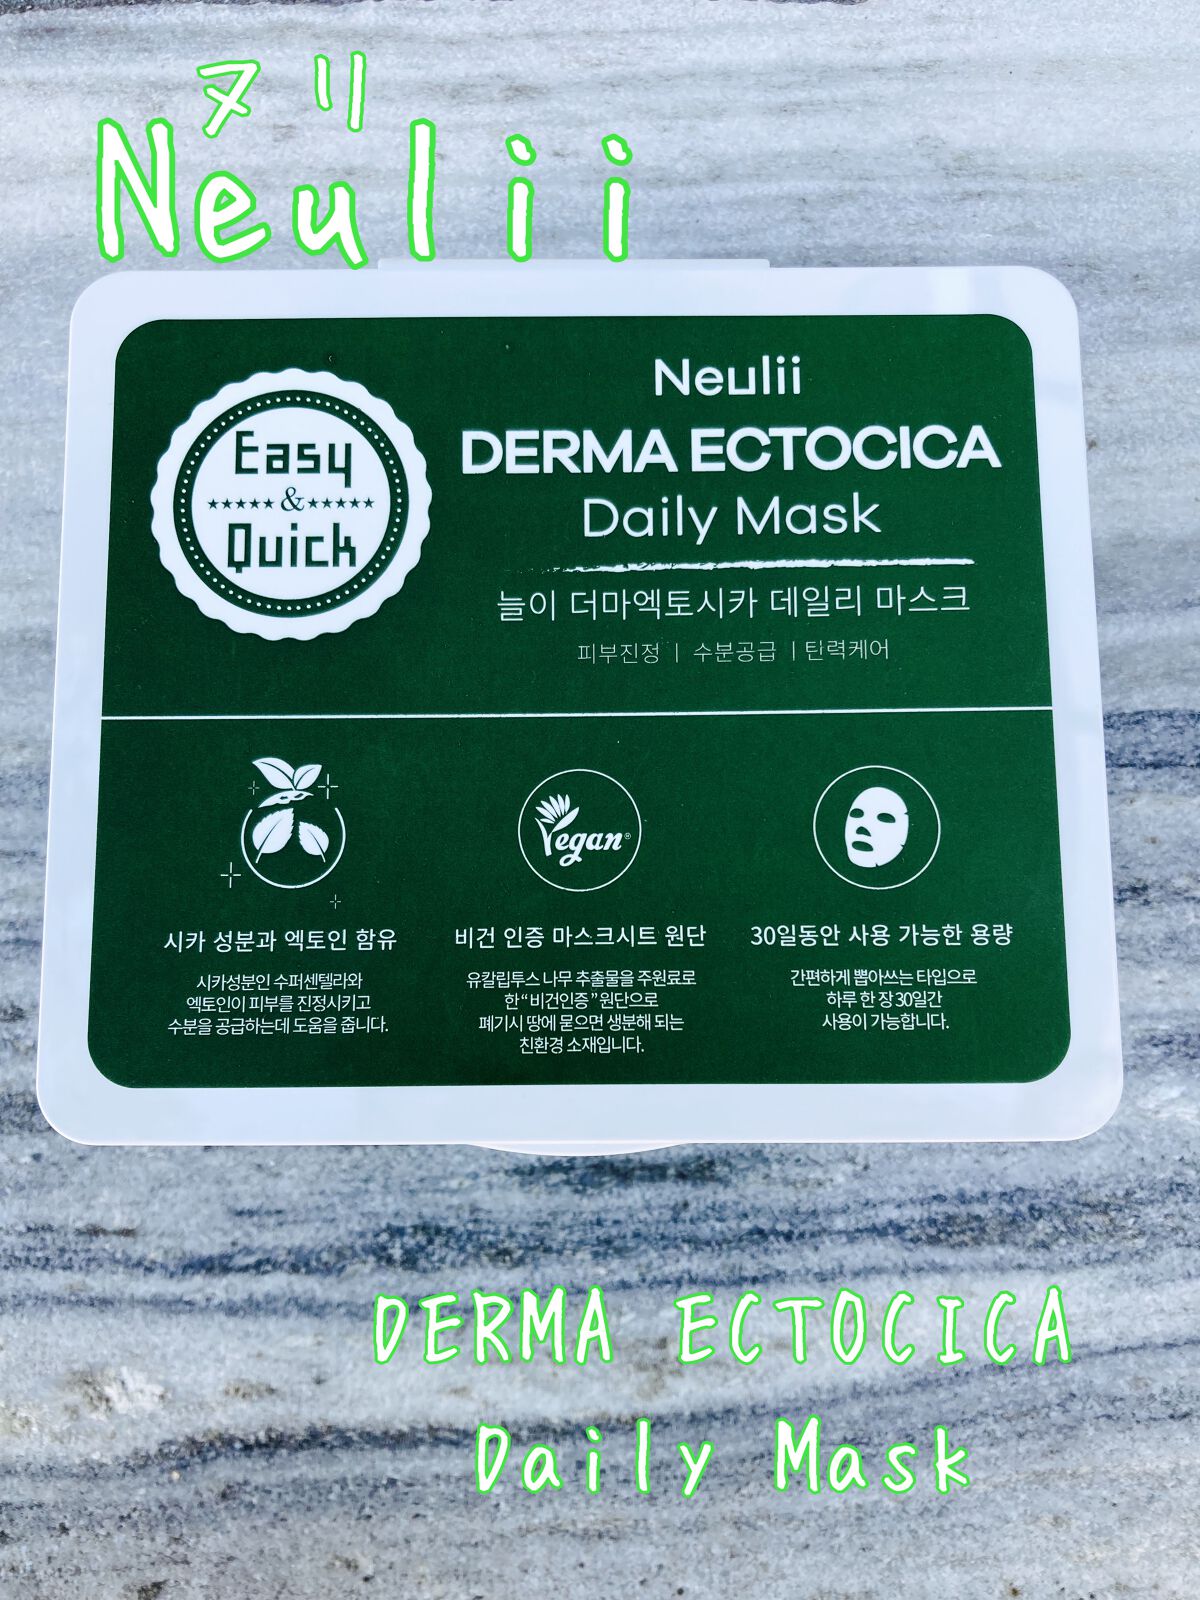 ヌリ
Neulii
Neulii
DERMA ECTOCICA
Daily Mask
Easy
&
Quick
늘이 더마엑토시카 데일리 마스크
피부진정 | 수분공급 | 탄력케어
Vegan®
시카 성분과 엑토인 함유
시카성분인 수퍼센텔라와
엑토인이 피부를 진정시키고
수분을 공급하는데 도움을 줍니다.
비건 인증 마스크시트 원단
유칼립투스 나무 추출물을 주원료로
한 “비건인증” 원단으로
폐기시 땅에 묻으면 생분해 되는
친환경 소재입니다.
30일동안 사용 가능한 용량
간편하게 뽑아쓰는 타입으로
하루 한 장 30일간
사용이 가능합니다.
DERMA ECTOCICA
Daily Mask